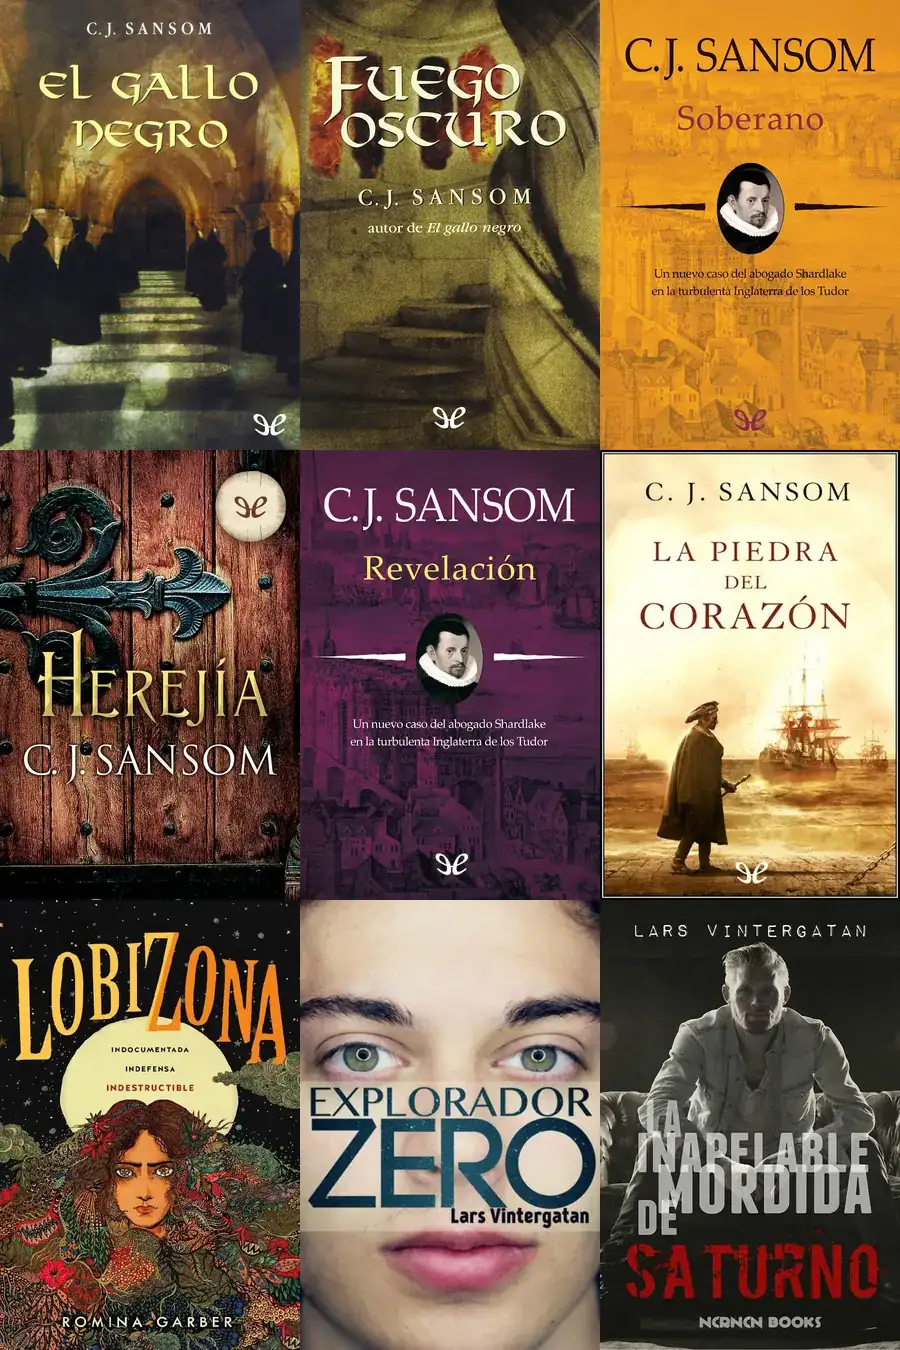 C.J. SANSOM
EL GALLO
NEGRO
FUEGO
OSCURO
C.J. SANSOM
autor de El gallo negro
C.J. SANSOM
Soberano
Un nuevo caso del abogado Shardlake
en la turbulenta Inglaterra de los Tudor
HEREJÍA
C.J. SANSOM
C.J. SANSOM
Revelación
Un nuevo caso del abogado Shardlake
en la turbulenta Inglaterra de los Tudor
C. J. SANSOM
LA PIEDRA
DEL
CORAZÓN
LOBIZONA
INDOCUMENTADA
INDEFENSA
INDESTRUCTIBLE
ROMINA GARBER
EXPLORADOR
ZERO
Lars Vintergatan
LARS VINTERGATAN
LA
INAPELABLE
MORDIDA
DE
SATURNO
NCRNCN BOOKS